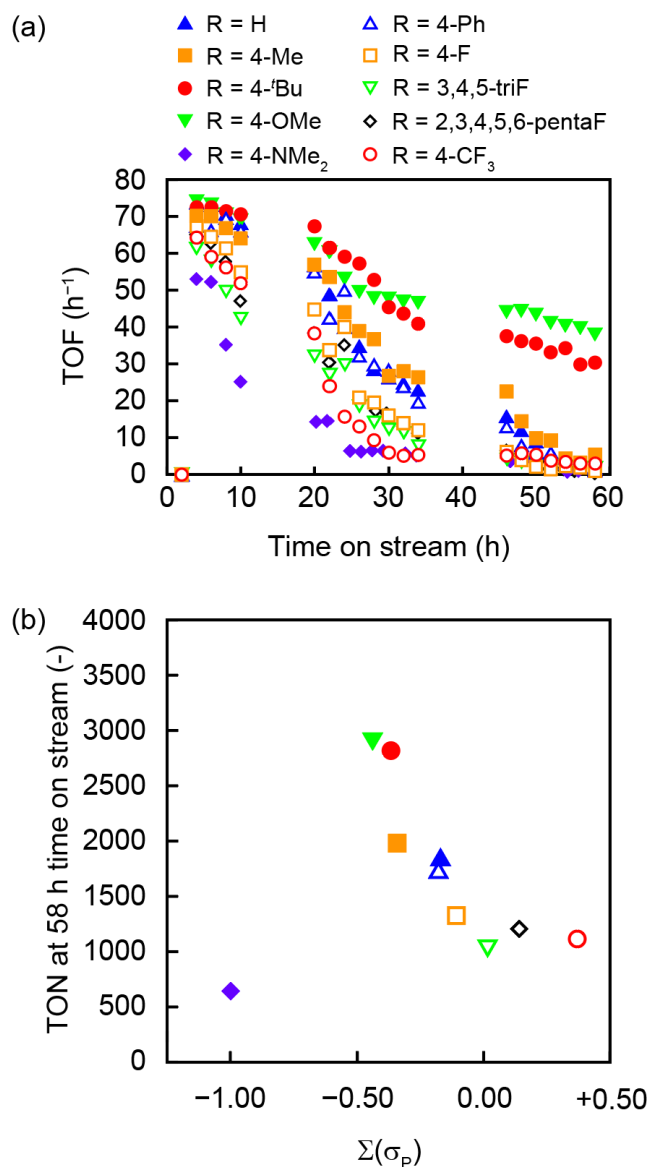 (a)
R = H
R = 4-Ph
R = 4-Me
R = 4-F
R = 4-ᵗBu
R = 3,4,5-triF
R = 4-OMe
R = 2,3,4,5,6-pentaF
R = 4-NMe₂
R = 4-CF₃
80
70
60
50
40
30
20
10
0
TOF (h⁻¹)
0 10 20 30 40 50 60
Time on stream (h)
(b)
4000
3500
3000
2500
2000
1500
1000
500
0
TON at 58 h time on stream (-)
−1.00 −0.50 0.00 +0.50
Σ(σₚ)